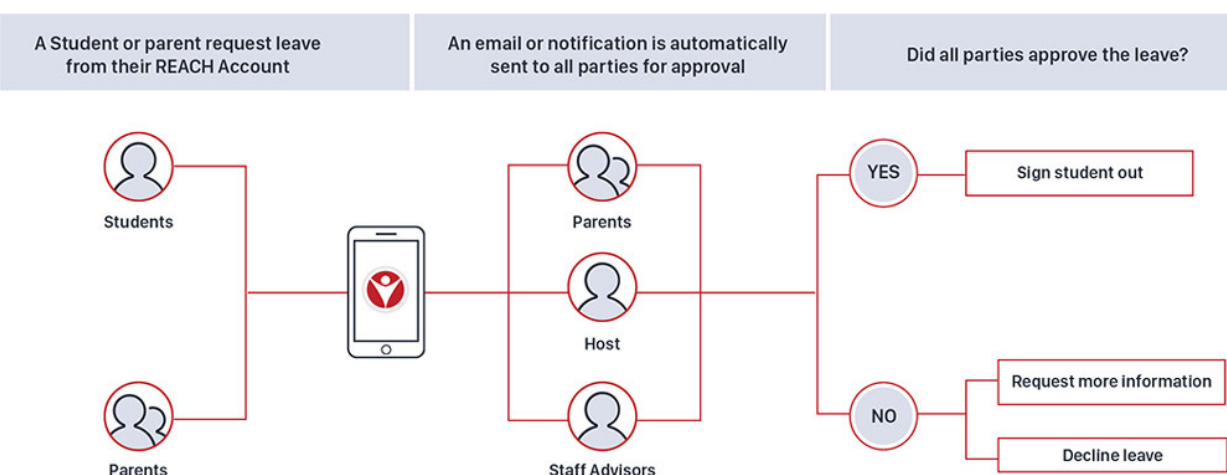 A Student or parent request leave
from their REACH Account
An email or notification is automatically
sent to all parties for approval
Did all parties approve the leave?
Students
Parents
Parents
Host
Staff Advisors
YES
Sign student out
NO
Request more information
Decline leave